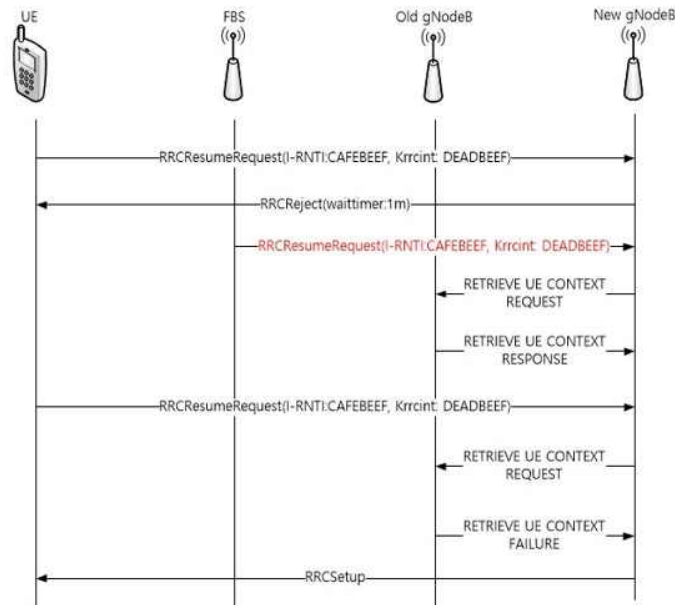 UE
FBS
Old gNodeB
New gNodeB
RRCResumeRequest(I-RNTI:CAFEBEEF, Krrcint: DEADBEEF)
RRCReject(waittimer:1m)
RRCResumeRequest(I-RNTI:CAFEBEEF, Krrcint: DEADBEEF)
RETRIEVE UE CONTEXT
REQUEST
RETRIEVE UE CONTEXT
RESPONSE
RRCResumeRequest(I-RNTI:CAFEBEEF, Krrcint: DEADBEEF)
RETRIEVE UE CONTEXT
REQUEST
RETRIEVE UE CONTEXT
FAILURE
RRCSetup